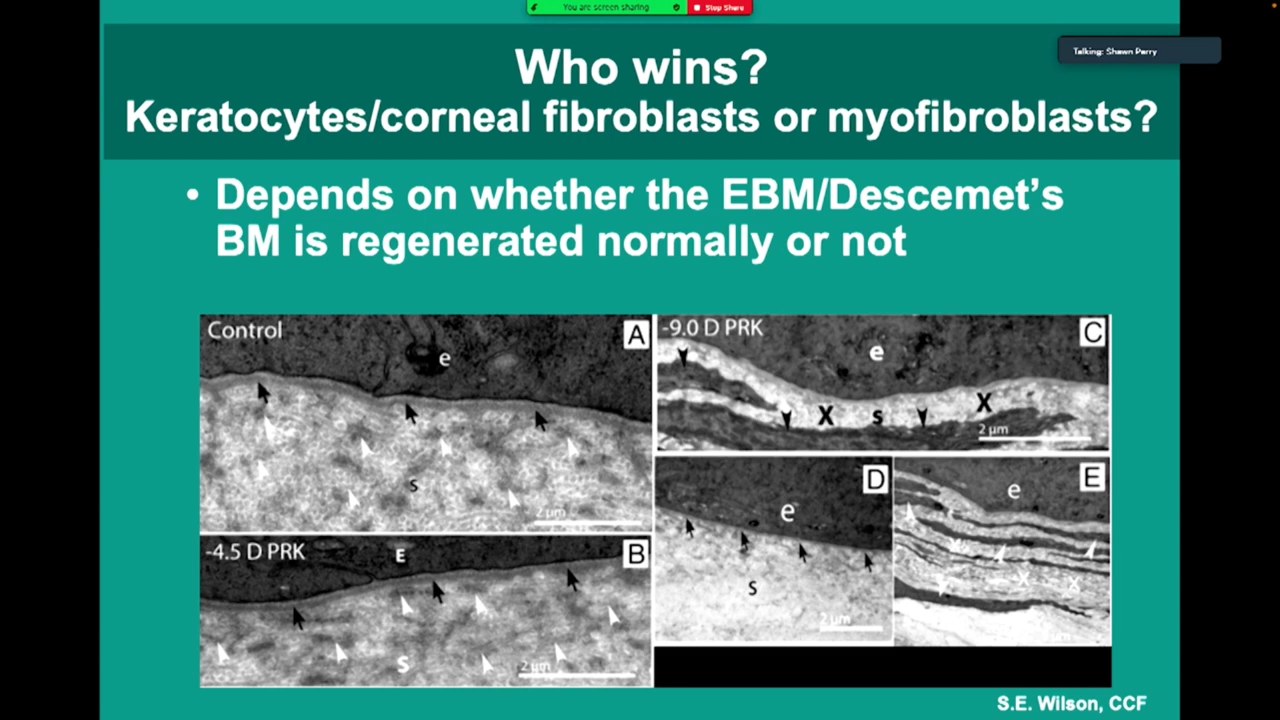 You are screen sharing
Stop Share
Talking: Shawn Perry
Who wins?
Keratocytes/corneal fibroblasts or myofibroblasts?
• Depends on whether the EBM/Descemet's
BM is regenerated normally or not
Control
A
e
s
2 µm
-4.5 D PRK
E
B
S
2 µm
-9.0 D PRK
C
e
X
s
X
2 µm
D
e
s
2 µm
E
e
x
x
x
S.E. Wilson, CCF